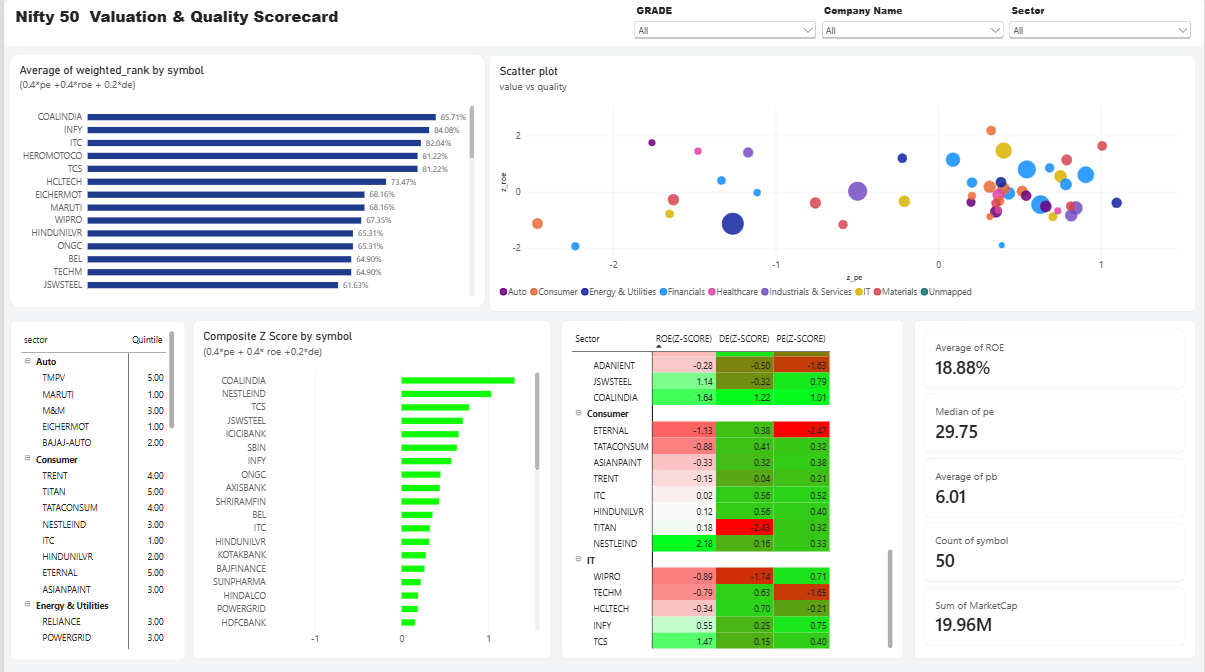 Nifty 50 Valuation & Quality Scorecard
GRADE
All
Company Name
All
Sector
All
Average of weighted_rank by symbol
(0.4*pe +0.4*roe + 0.2*de)
COALINDIA 85.71%
INFY 84.08%
ITC 82.04%
HEROMOTOCO 81.22%
TCS 81.22%
HCLTECH 73.47%
EICHERMOT 68.16%
MARUTI 68.16%
WIPRO 67.35%
HINDUNILVR 65.31%
ONGC 65.31%
BEL 64.90%
TECHM 64.90%
JSWSTEEL 61.63%
Scatter plot
value vs quality
z_roe
2
0
-2
-2 -1 0 1
z_pe
Auto Consumer Energy & Utilities Financials Healthcare Industrials & Services IT Materials Unmapped
sector Quintile
Auto
TMPV 5.00
MARUTI 1.00
M&M 3.00
EICHERMOT 1.00
BAJAJ-AUTO 2.00
Consumer
TRENT 4.00
TITAN 5.00
TATACONSUM 4.00
NESTLEIND 3.00
ITC 1.00
HINDUNILVR 2.00
ETERNAL 5.00
ASIANPAINT 3.00
Energy & Utilities
RELIANCE 3.00
POWERGRID 3.00
Composite Z Score by symbol
(0.4*pe + 0.4* roe +0.2*de)
COALINDIA
NESTLEIND
TCS
JSWSTEEL
ICICIBANK
SBIN
INFY
ONGC
AXISBANK
SHRIRAMFIN
BEL
ITC
HINDUNILVR
KOTAKBANK
BAJFINANCE
SUNPHARMA
HINDALCO
POWERGRID
HDFCBANK
-1 0 1
Sector ROE(Z-SCORE) DE(Z-SCORE) PE(Z-SCORE)
ADANIENT -0.28 -0.50 -1.63
JSWSTEEL 1.14 -0.32 0.79
COALINDIA 1.64 1.22 1.01
Consumer
ETERNAL -1.13 0.38 -2.47
TATACONSUM -0.88 0.41 0.32
ASIANPAINT -0.33 0.32 0.38
TRENT -0.15 0.04 0.21
ITC 0.02 0.56 0.52
HINDUNILVR 0.12 0.56 0.40
TITAN 0.18 -2.43 0.32
NESTLEIND 2.18 0.16 0.33
IT
WIPRO -0.89 -1.74 0.71
TECHM -0.79 0.63 -1.65
HCLTECH -0.34 0.70 -0.21
INFY 0.55 0.25 0.75
TCS 1.47 0.15 0.40
Average of ROE
18.88%
Median of pe
29.75
Average of pb
6.01
Count of symbol
50
Sum of MarketCap
19.96M